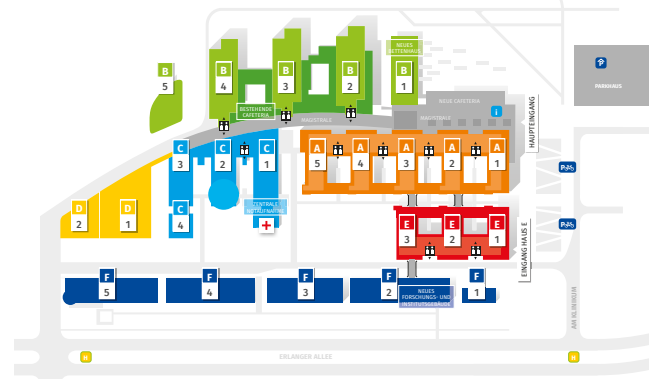 NEUES
BETTENHAUS
B
5
B
4
B
3
B
2
B
1
P
PARKHAUS
BESTEHENDE
CAFETERIA
NEUE CAFETERIA
MAGISTRALE
MAGISTRALE
i
HAUPTEINGANG
C
3
C
2
C
1
A
5
A
4
A
3
A
2
A
1
D
2
D
1
C
4
ZENTRALE
NOTAUFNAHME
E
3
E
2
E
1
EINGANG HAUS E
F
5
F
4
F
3
F
2
F
1
NEUES
FORSCHUNGS- UND
INSTITUTSGEBÄUDE
AM KLINIKUM
H
ERLANGER ALLEE
H